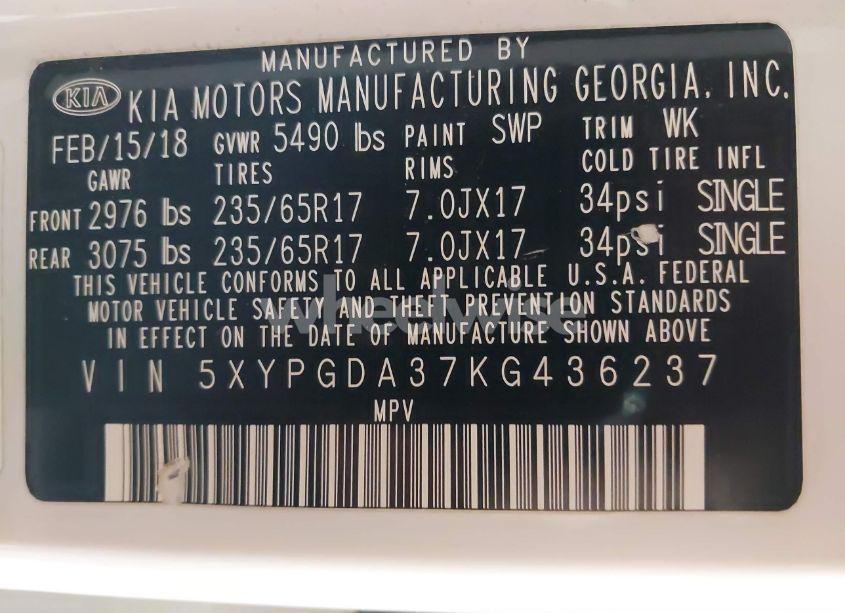 MANUFACTURED BY
KIA KIA MOTORS MANUFACTURING GEORGIA, INC.
FEB/15/18 GVWR 5490 lbs PAINT SWP TRIM WK
GAWR TIRES RIMS COLD TIRE INFL
FRONT 2976 lbs 235/65R17 7.0JX17 34psi SINGLE
REAR 3075 lbs 235/65R17 7.0JX17 34psi SINGLE
THIS VEHICLE CONFORMS TO ALL APPLICABLE U.S.A. FEDERAL
MOTOR VEHICLE SAFETY AND THEFT PREVENTION STANDARDS
IN EFFECT ON THE DATE OF MANUFACTURE SHOWN ABOVE
wheelwise
VIN 5XYPGDA37KG436237
MPV